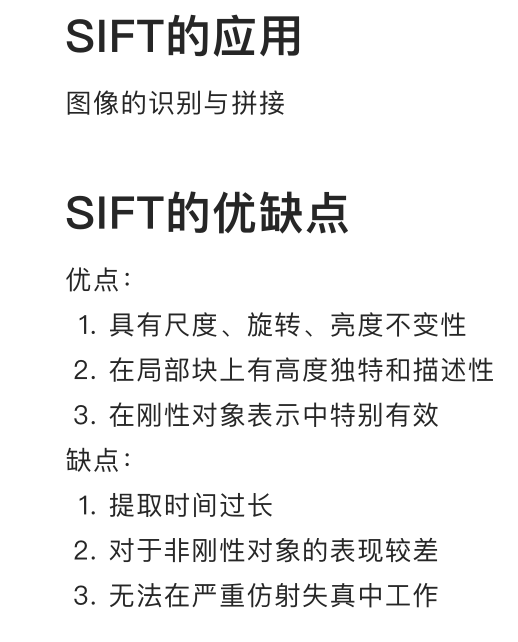 SIFT的应用
图像的识别与拼接
SIFT的优缺点
优点：
1. 具有尺度、旋转、亮度不变性
2. 在局部块上有高度独特和描述性
3. 在刚性对象表示中特别有效
缺点：
1. 提取时间过长
2. 对于非刚性对象的表现较差
3. 无法在严重仿射失真中工作